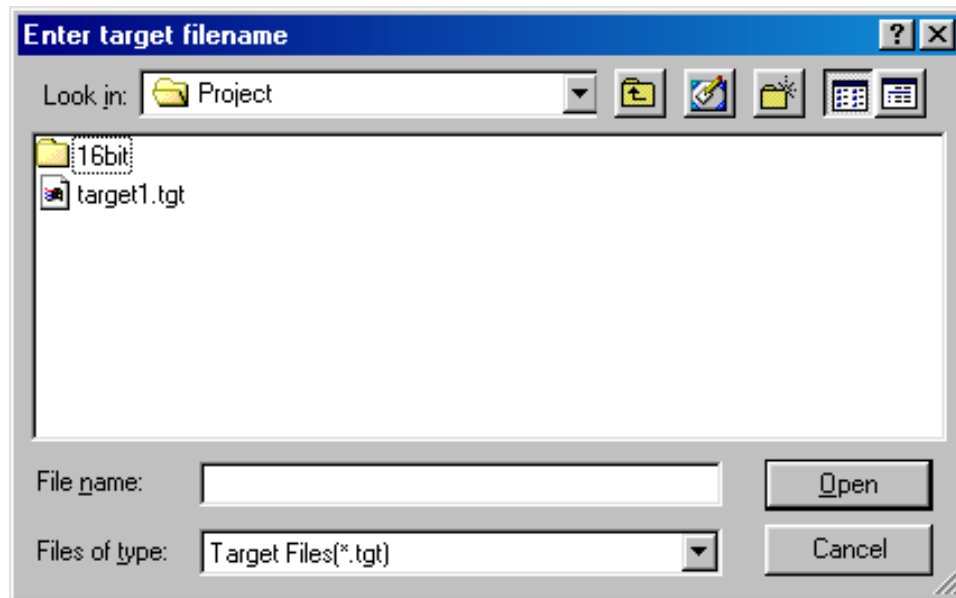 Enter target filename
Look in: Project
16bit
target1.tgt
File name:
Open
Files of type: Target Files(*.tgt)
Cancel